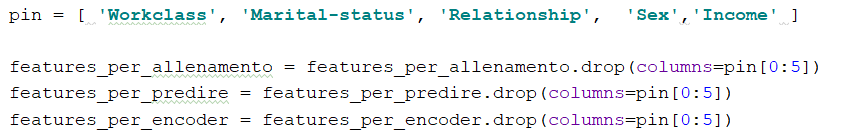 pin = [ 'Workclass', 'Marital-status', 'Relationship',  'Sex','Income' ]
features_per_allenamento = features_per_allenamento.drop(columns=pin[0:5])
features_per_predire = features_per_predire.drop(columns=pin[0:5])
features_per_encoder = features_per_encoder.drop(columns=pin[0:5])